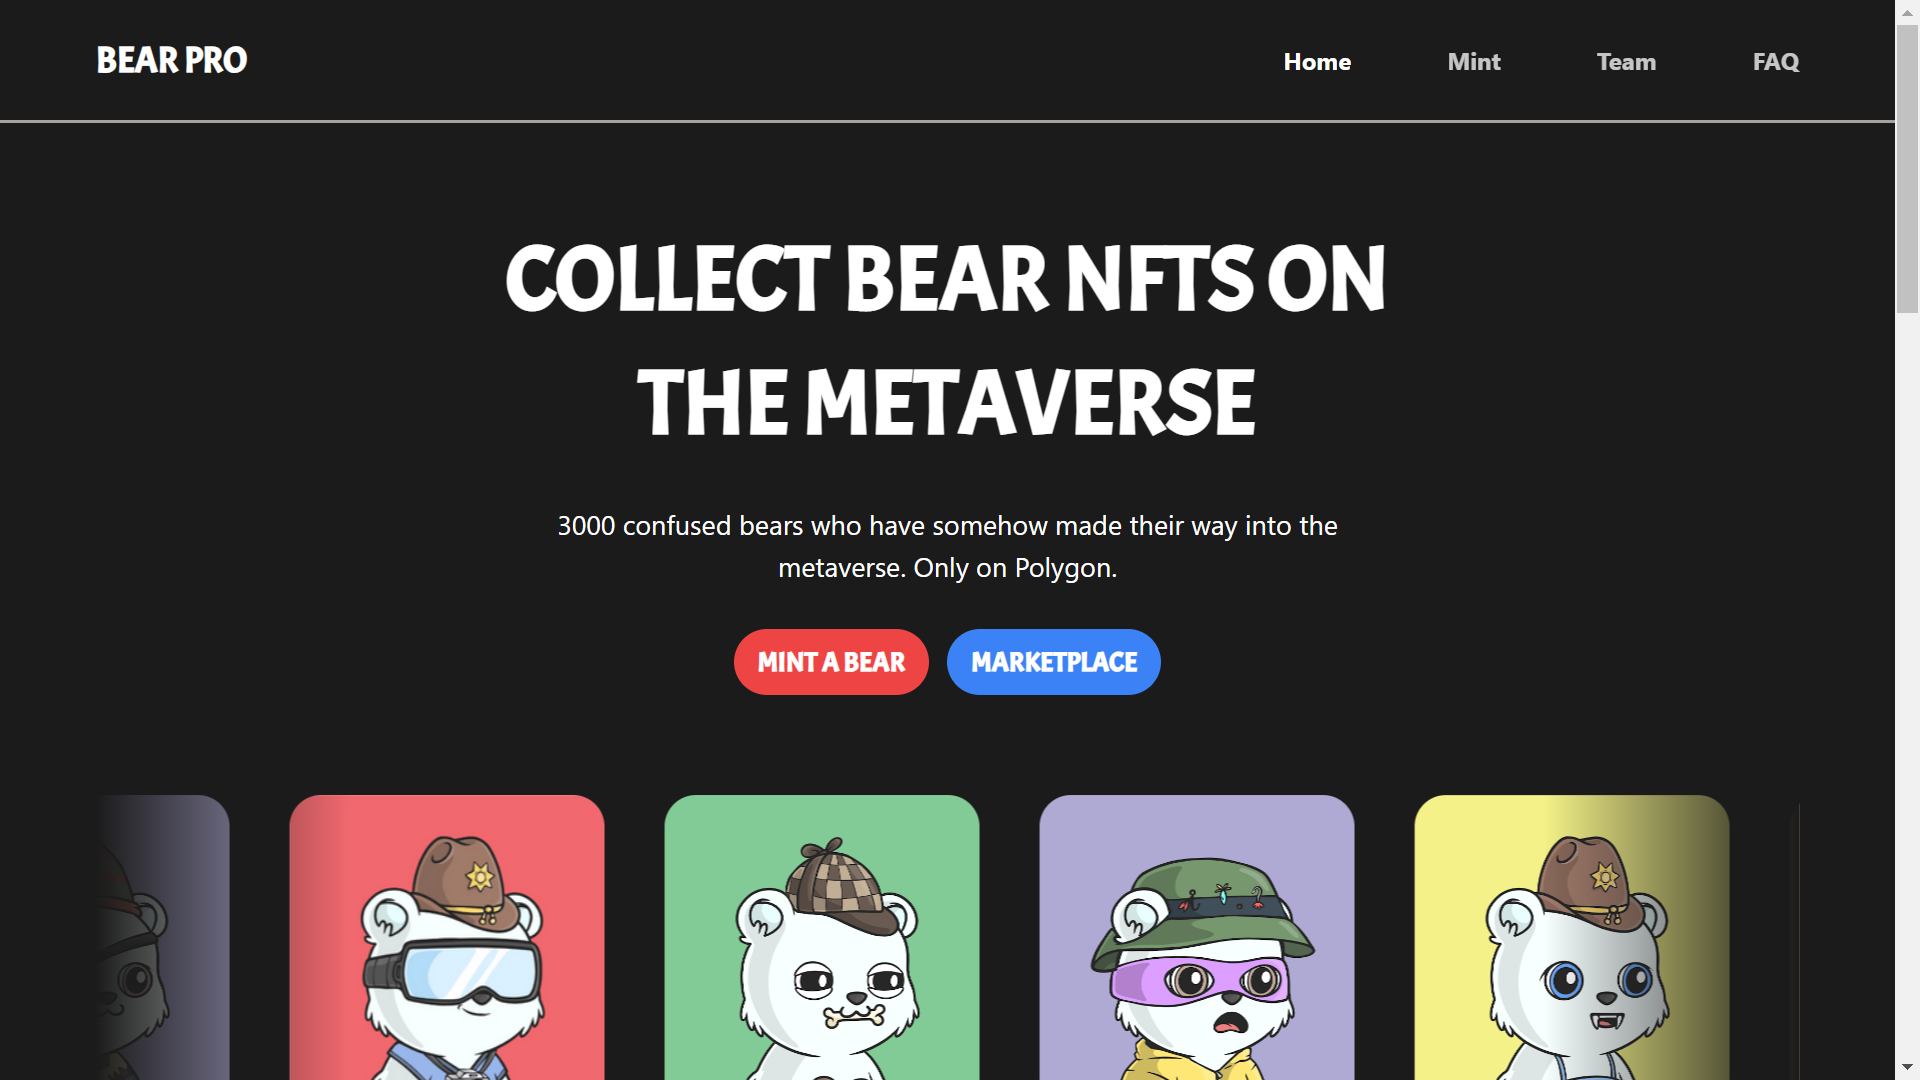 BEAR PRO
Home
Mint
Team
FAQ
COLLECT BEAR NFTS ON
THE METAVERSE
3000 confused bears who have somehow made their way into the
metaverse. Only on Polygon.
MINT A BEAR
MARKETPLACE